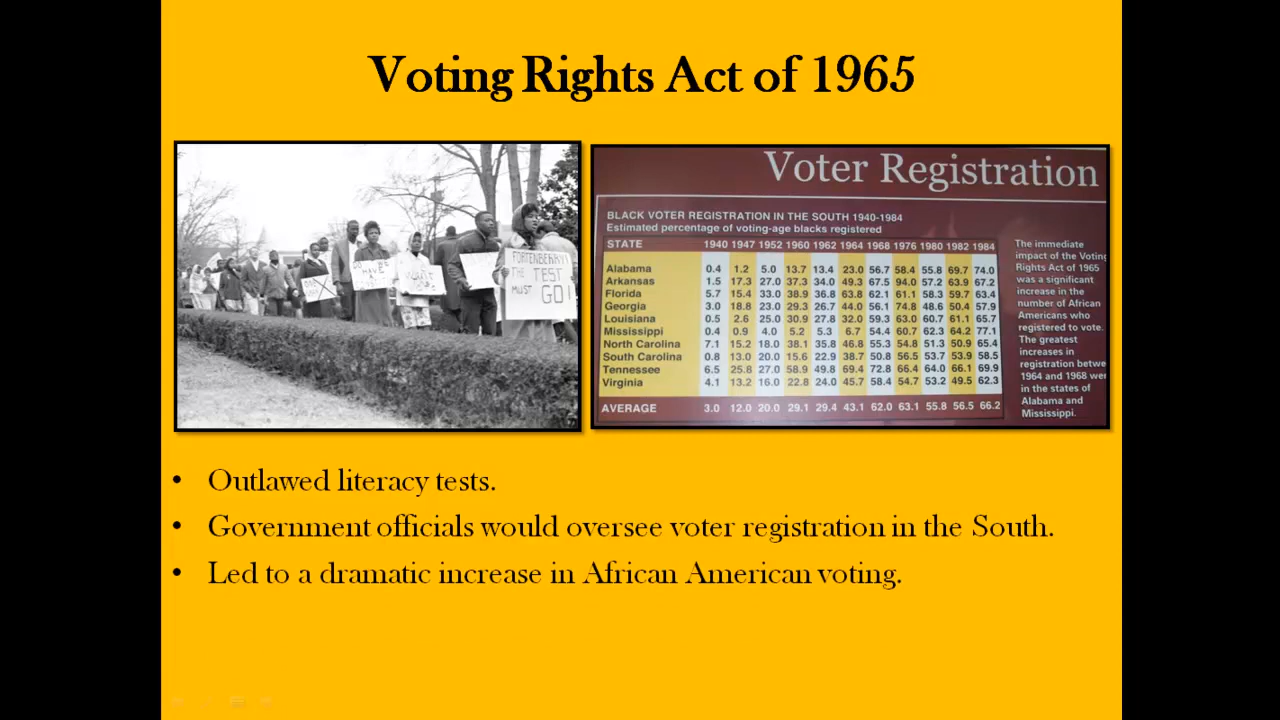 Voting Rights Act of 1965
FORTENBERRY!
THE TEST
MUST GO!
Voter Registration
BLACK VOTER REGISTRATION IN THE SOUTH 1940-1984
Estimated percentage of voting-age blacks registered
STATE 1940 1947 1952 1960 1962 1964 1968 1976 1980 1982 1984
Alabama 0.4 1.2 5.0 13.7 13.4 23.0 56.7 58.4 55.8 69.7 74.0
Arkansas 1.5 17.3 27.0 37.3 34.0 49.3 67.5 94.0 57.2 63.9 67.2
Florida 5.7 15.4 33.0 38.9 36.8 63.8 62.1 61.1 58.3 59.7 63.4
Georgia 3.0 18.8 23.0 29.3 26.7 44.0 56.1 74.8 48.6 50.4 57.9
Louisiana 0.5 2.6 25.0 30.9 27.8 32.0 59.3 63.0 60.7 61.1 65.7
Mississippi 0.4 0.9 4.0 5.2 5.3 6.7 54.4 60.7 62.3 64.2 77.1
North Carolina 7.1 15.2 18.0 38.1 35.8 46.8 55.3 54.8 51.3 50.9 65.4
South Carolina 0.8 13.0 20.0 15.6 22.9 38.7 50.8 56.5 53.7 53.9 58.5
Tennessee 6.5 25.8 27.0 58.9 49.8 69.4 72.8 66.4 64.0 66.1 69.9
Virginia 4.1 13.2 16.0 22.8 24.0 45.7 58.4 54.7 53.2 49.5 62.3
AVERAGE 3.0 12.0 20.0 29.1 29.4 43.1 62.0 63.1 55.8 56.5 66.2
The immediate
impact of the Voting
Rights Act of 1965
was a significant
increase in the
number of African
Americans who
registered to vote.
The greatest
increases in
registration betwe
1964 and 1968 wer
in the states of
Alabama and
Mississippi.
• Outlawed literacy tests.
• Government officials would oversee voter registration in the South.
• Led to a dramatic increase in African American voting.